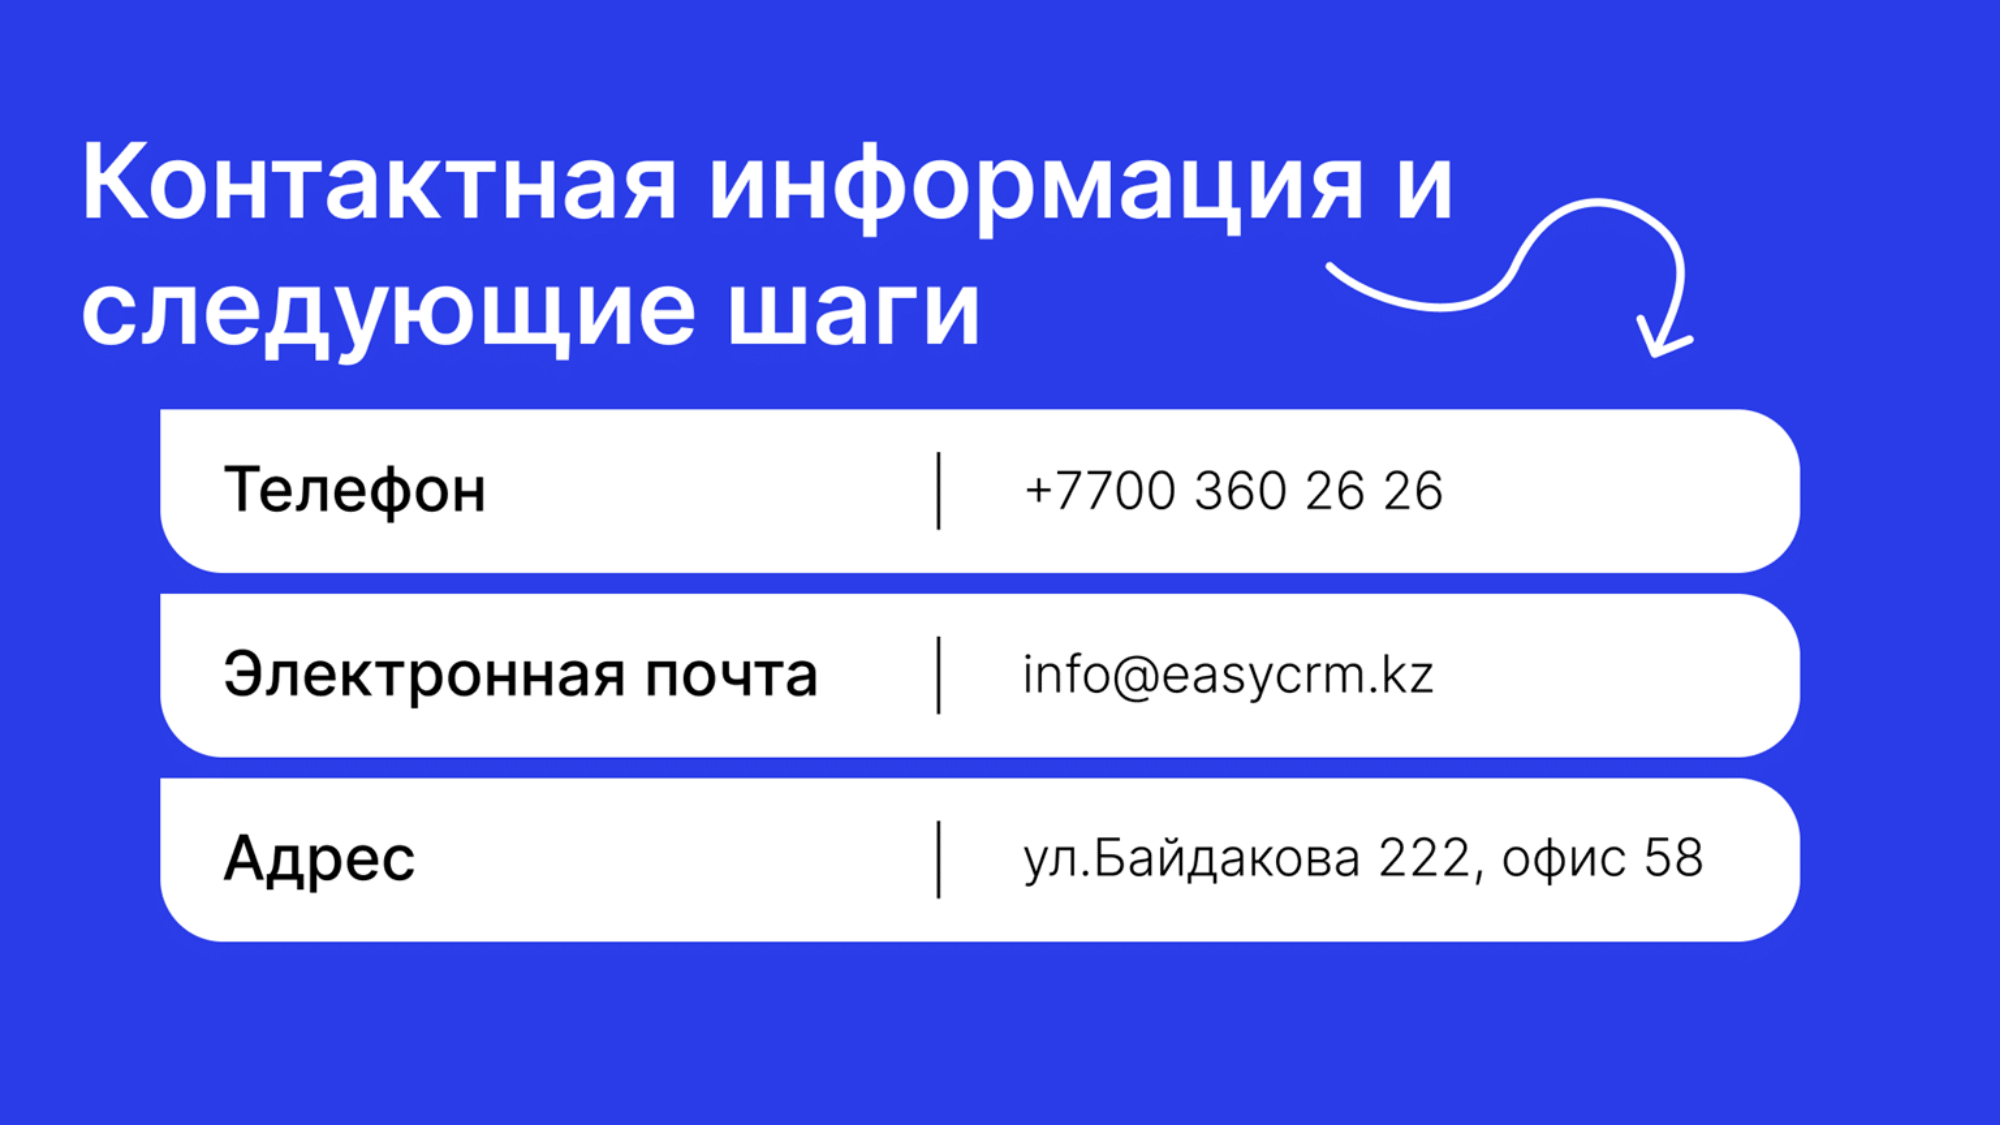 Контактная информация и
следующие шаги
Телефон
+7700 360 26 26
Электронная почта
info@easycrm.kz
Адрес
ул.Байдакова 222, офис 58